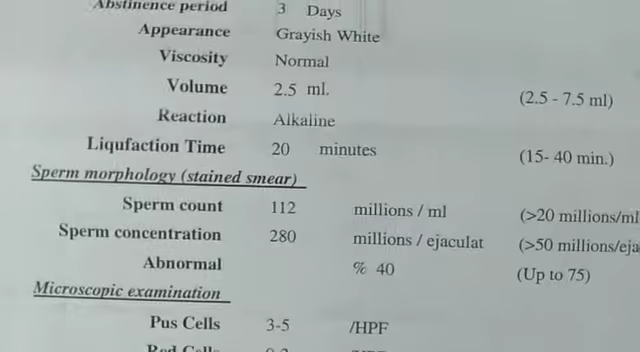 Abstinence period 3 Days
Appearance Grayish White
Viscosity Normal
Volume 2.5 ml. (2.5 - 7.5 ml)
Reaction Alkaline
Liqufaction Time 20 minutes (15- 40 min.)
Sperm morphology (stained smear)
Sperm count 112 millions / ml (>20 millions/ml
Sperm concentration 280 millions / ejaculat (>50 millions/eja
Abnormal % 40 (Up to 75)
Microscopic examination
Pus Cells 3-5 /HPF
Red Cells